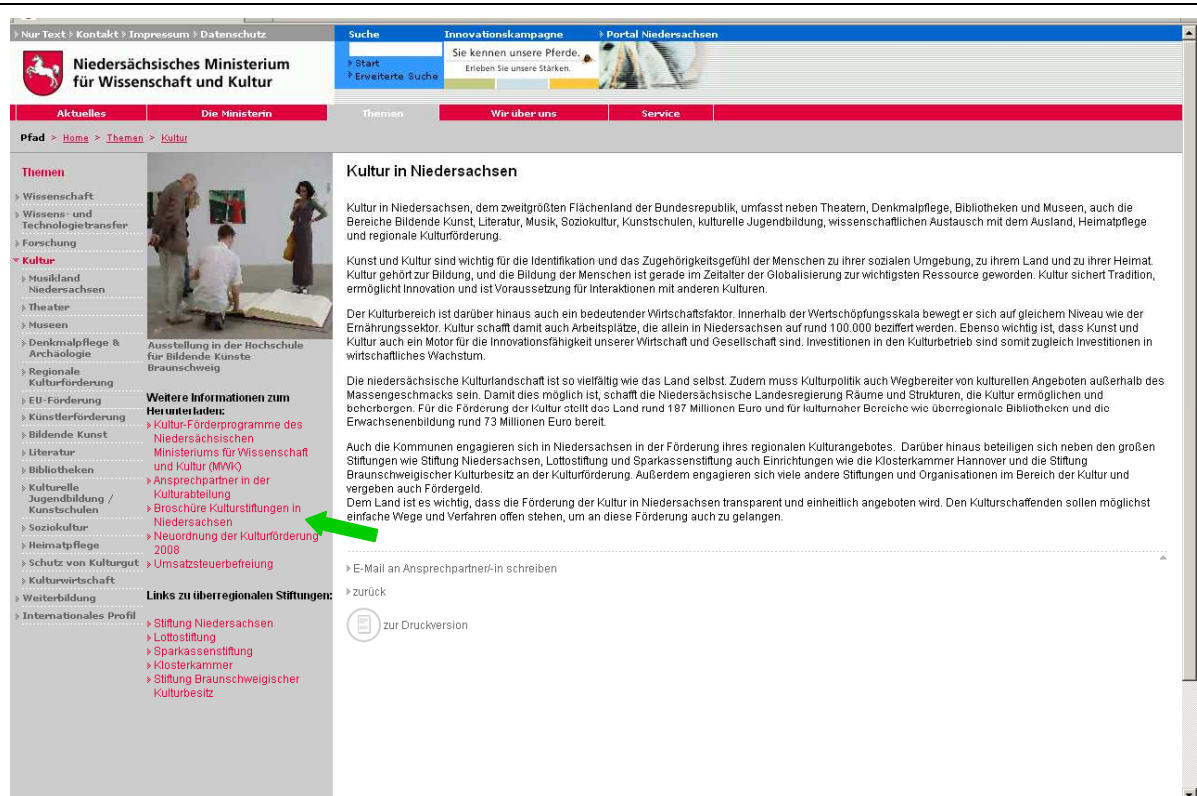 Nur Text Kontakt Impressum Datenschutz
Suche
Innovationskampagne
Portal Niedersachsen
Niedersächsisches Ministerium
für Wissenschaft und Kultur
Start
Erweiterte Suche
Sie kennen unsere Pferde.
Erleben Sie unsere Stärken.
Aktuelles
Die Ministerin
Themen
Wir über uns
Service
Pfad > Home > Themen > Kultur
Themen
Wissenschaft
Wissens- und
Technologietransfer
Forschung
Kultur
Musikland
Niedersachsen
Theater
Museen
Denkmalpflege &
Archäologie
Regionale
Kulturförderung
EU-Förderung
Künstlerförderung
Bildende Kunst
Literatur
Bibliotheken
Kulturelle
Jugendbildung /
Kunstschulen
Soziokultur
Heimatpflege
Schutz von Kulturgut
Kulturwirtschaft
Weiterbildung
Internationales Profil
Ausstellung in der Hochschule
für Bildende Künste
Braunschweig
Weitere Informationen zum
Herunterladen:
Kultur-Förderprogramme des
Niedersächsischen
Ministeriums für Wissenschaft
und Kultur (MWK)
Ansprechpartner in der
Kulturabteilung
Broschüre Kulturstiftungen in
Niedersachsen
Neuordnung der Kulturförderung
2008
Umsatzsteuerbefreiung
Links zu überregionalen Stiftungen:
Stiftung Niedersachsen
Lottostiftung
Sparkassenstiftung
Klosterkammer
Stiftung Braunschweigischer
Kulturbesitz
Kultur in Niedersachsen
Kultur in Niedersachsen, dem zweitgrößten Flächenland der Bundesrepublik, umfasst neben Theatern, Denkmalpflege, Bibliotheken und Museen, auch die
Bereiche Bildende Kunst, Literatur, Musik, Soziokultur, Kunstschulen, kulturelle Jugendbildung, wissenschaftlichen Austausch mit dem Ausland, Heimatpflege
und regionale Kulturförderung.
Kunst und Kultur sind wichtig für die Identifikation und das Zugehörigkeitsgefühl der Menschen zu ihrer sozialen Umgebung, zu ihrem Land und zu ihrer Heimat.
Kultur gehört zur Bildung, und die Bildung der Menschen ist gerade im Zeitalter der Globalisierung zur wichtigsten Ressource geworden. Kultur sichert Tradition,
ermöglicht Innovation und ist Voraussetzung für Interaktionen mit anderen Kulturen.
Der Kulturbereich ist darüber hinaus auch ein bedeutender Wirtschaftsfaktor. Innerhalb der Wertschöpfungsskala bewegt er sich auf gleichem Niveau wie der
Ernährungssektor. Kultur schafft damit auch Arbeitsplätze, die allein in Niedersachsen auf rund 100.000 beziffert werden. Ebenso wichtig ist, dass Kunst und
Kultur auch ein Motor für die Innovationsfähigkeit unserer Wirtschaft und Gesellschaft sind. Investitionen in den Kulturbetrieb sind somit zugleich Investitionen in
wirtschaftliches Wachstum.
Die niedersächsische Kulturlandschaft ist so vielfältig wie das Land selbst. Zudem muss Kulturpolitik auch Wegbereiter von kulturellen Angeboten außerhalb des
Massengeschmacks sein. Damit dies möglich ist, schafft die Niedersächsische Landesregierung Räume und Strukturen, die Kultur ermöglichen und
beherbergen. Für die Förderung der Kultur stellt das Land rund 187 Millionen Euro und für kulturnaher Bereiche wie überregionale Bibliotheken und die
Erwachsenenbildung rund 73 Millionen Euro bereit.
Auch die Kommunen engagieren sich in Niedersachsen in der Förderung ihres regionalen Kulturangebotes. Darüber hinaus beteiligen sich neben den großen
Stiftungen wie Stiftung Niedersachsen, Lottostiftung und Sparkassenstiftung auch Einrichtungen wie die Klosterkammer Hannover und die Stiftung
Braunschweigischer Kulturbesitz an der Kulturförderung. Außerdem engagieren sich viele andere Stiftungen und Organisationen im Bereich der Kultur und
vergeben auch Fördergeld.
Dem Land ist es wichtig, dass die Förderung der Kultur in Niedersachsen transparent und einheitlich angeboten wird. Den Kulturschaffenden sollen möglichst
einfache Wege und Verfahren offen stehen, um an diese Förderung auch zu gelangen.
E-Mail an Ansprechpartner/-in schreiben
zurück
zur Druckversion